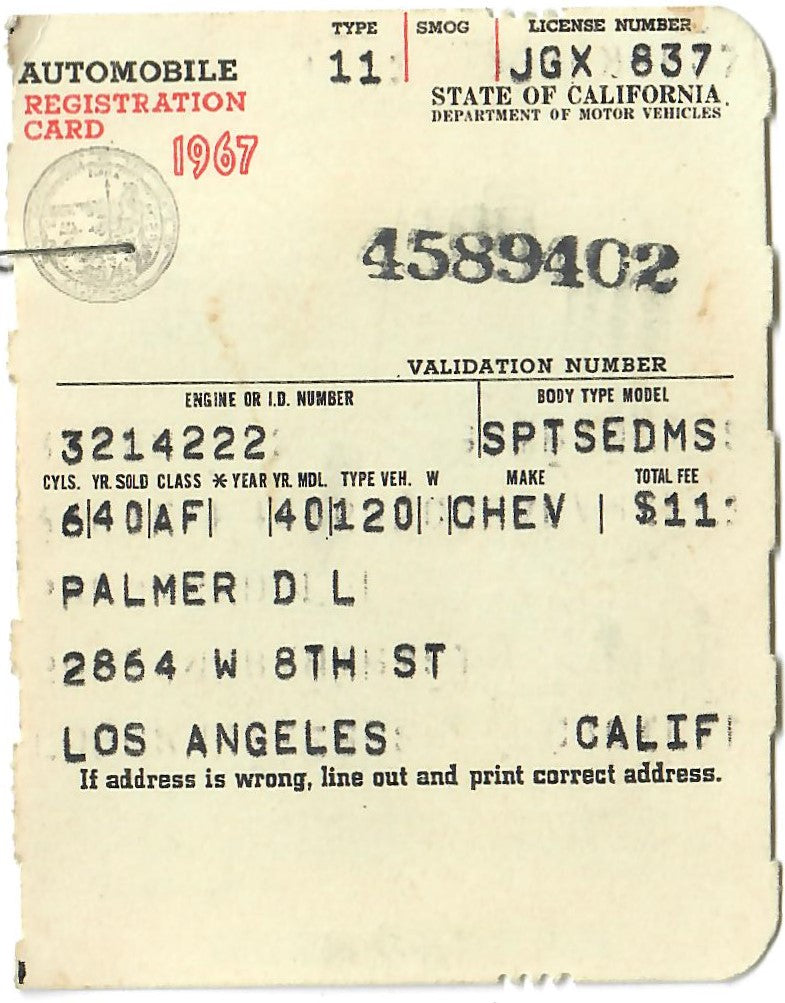 TYPE SMOG LICENSE NUMBER
11 JGX 837
AUTOMOBILE
REGISTRATION
CARD
1967
STATE OF CALIFORNIA
DEPARTMENT OF MOTOR VEHICLES
4589402
VALIDATION NUMBER
ENGINE OR I.D. NUMBER BODY TYPE MODEL
3214222 SPTSEDMS
CYLS. YR. SOLD CLASS * YEAR YR. MDL. TYPE VEH. W MAKE TOTAL FEE
6|40|AF| |40|120| |CHEV | $11
PALMER D L
2864 W 8TH ST
LOS ANGELES CALIF
If address is wrong, line out and print correct address.